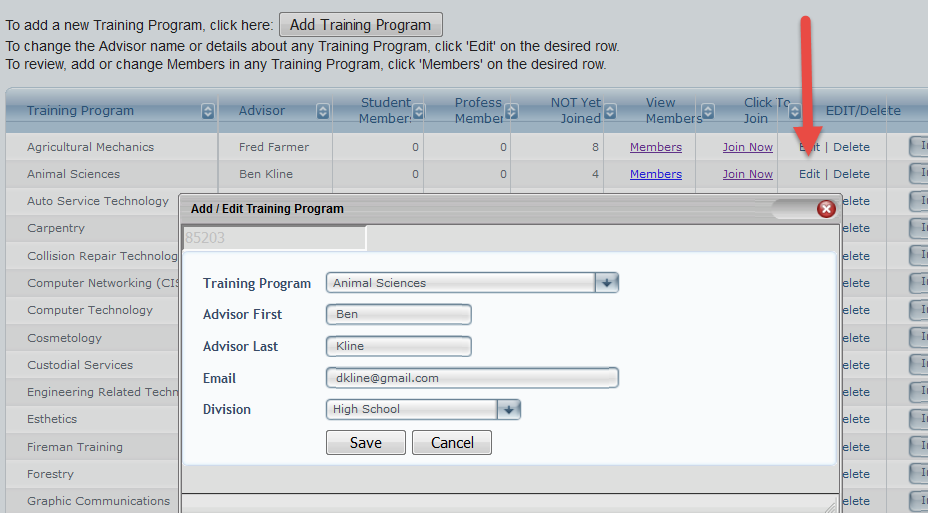 To add a new Training Program, click here: Add Training Program
To change the Advisor name or details about any Training Program, click 'Edit' on the desired row.
To review, add or change Members in any Training Program, click 'Members' on the desired row.
Training Program Advisor Student Member Profess Member NOT Yet Joined View Members Click To Join EDIT/Delete
Agricultural Mechanics Fred Farmer 0 0 8 Members Join Now Edit | Delete
Animal Sciences Ben Kline 0 0 4 Members Join Now Edit | Delete
Auto Service Technology
Add / Edit Training Program
85203
Carpentry
Collision Repair Technolog
Computer Networking (CIS
Computer Technology
Cosmetology
Custodial Services
Engineering Related Techn
Esthetics
Fireman Training
Forestry
Graphic Communications
Training Program Animal Sciences
Advisor First Ben
Advisor Last Kline
Email dkline@gmail.com
Division High School
Save Cancel
elete
elete
elete
elete
elete
elete
elete
elete
elete
elete
elete
elete